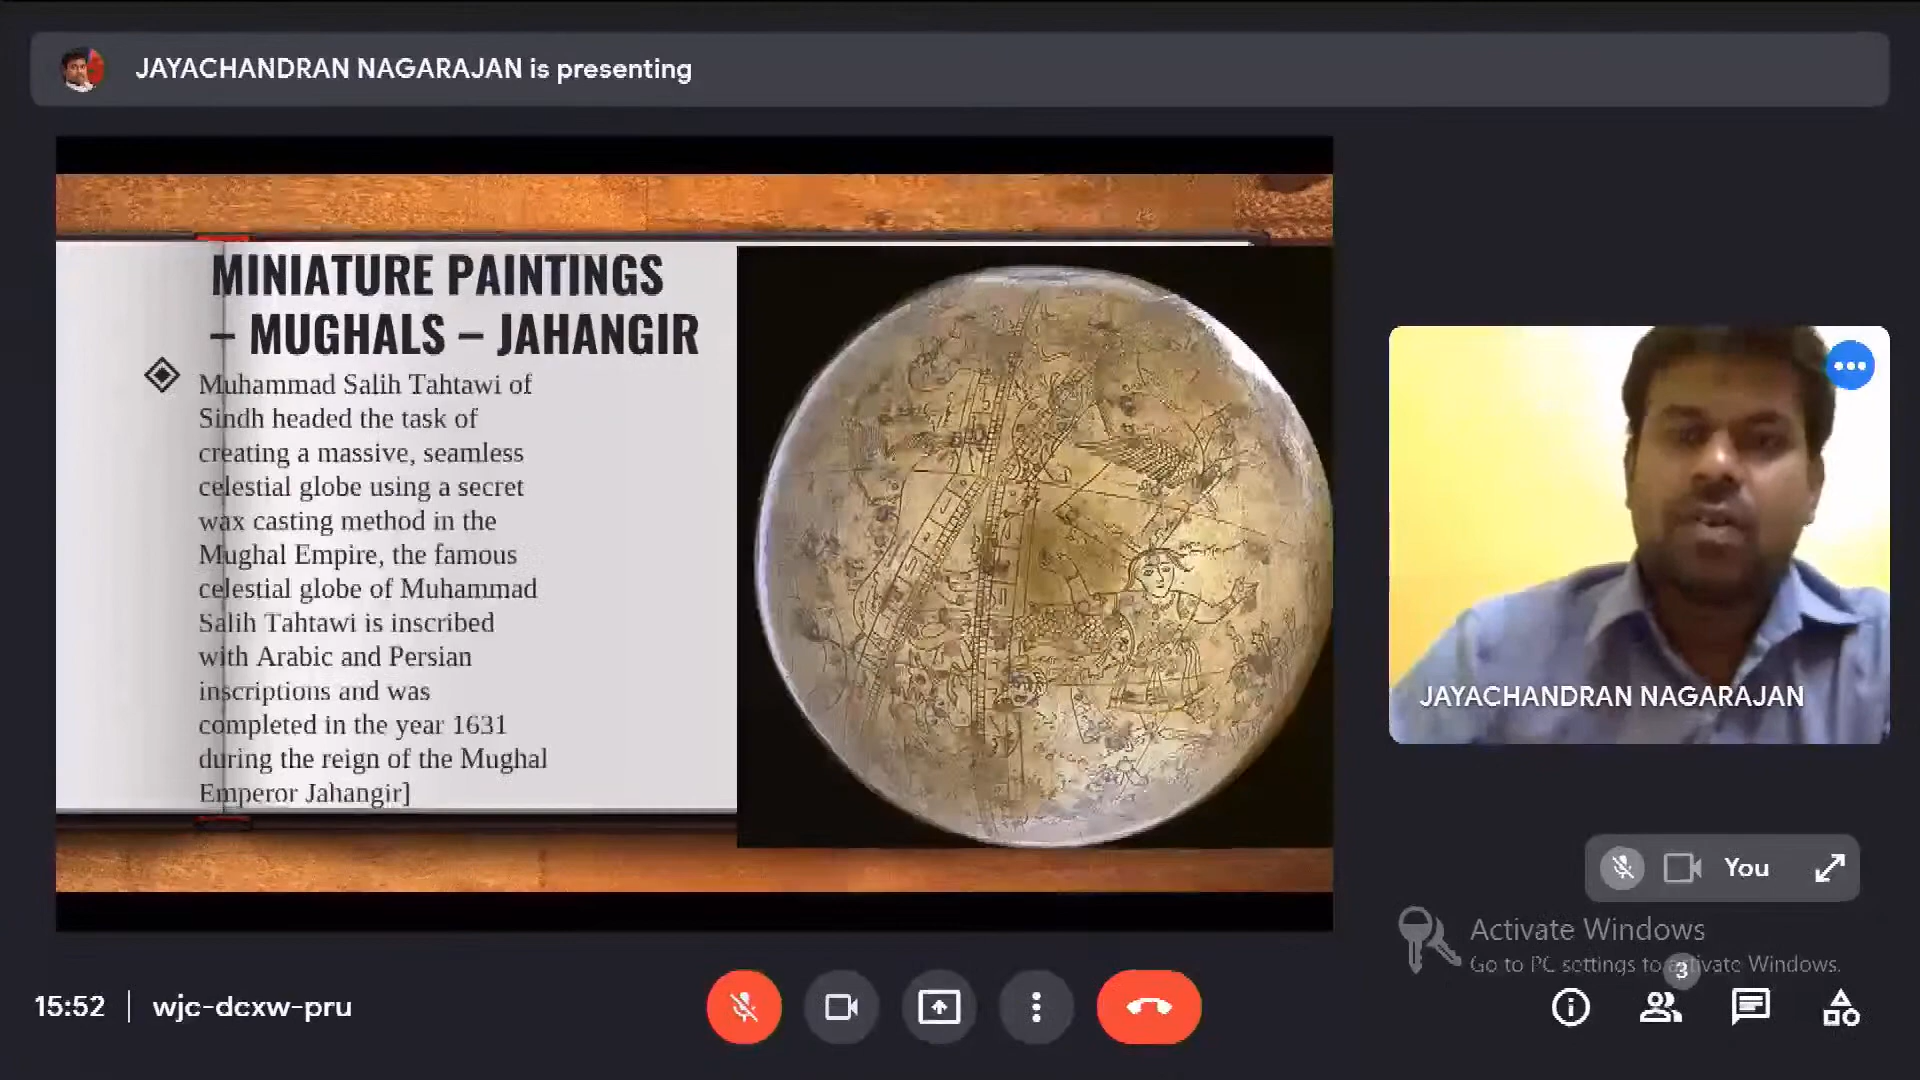 JAYACHANDRAN NAGARAJAN is presenting
MINIATURE PAINTINGS
– MUGHALS – JAHANGIR
Muhammad Salih Tahtawi of
Sindh headed the task of
creating a massive, seamless
celestial globe using a secret
wax casting method in the
Mughal Empire, the famous
celestial globe of Muhammad
Salih Tahtawi is inscribed
with Arabic and Persian
inscriptions and was
completed in the year 1631
during the reign of the Mughal
Emperor Jahangir]
JAYACHANDRAN NAGARAJAN
You
Activate Windows
Go to PC settings to activate Windows.
3
15:52 | wjc-dcxw-pru